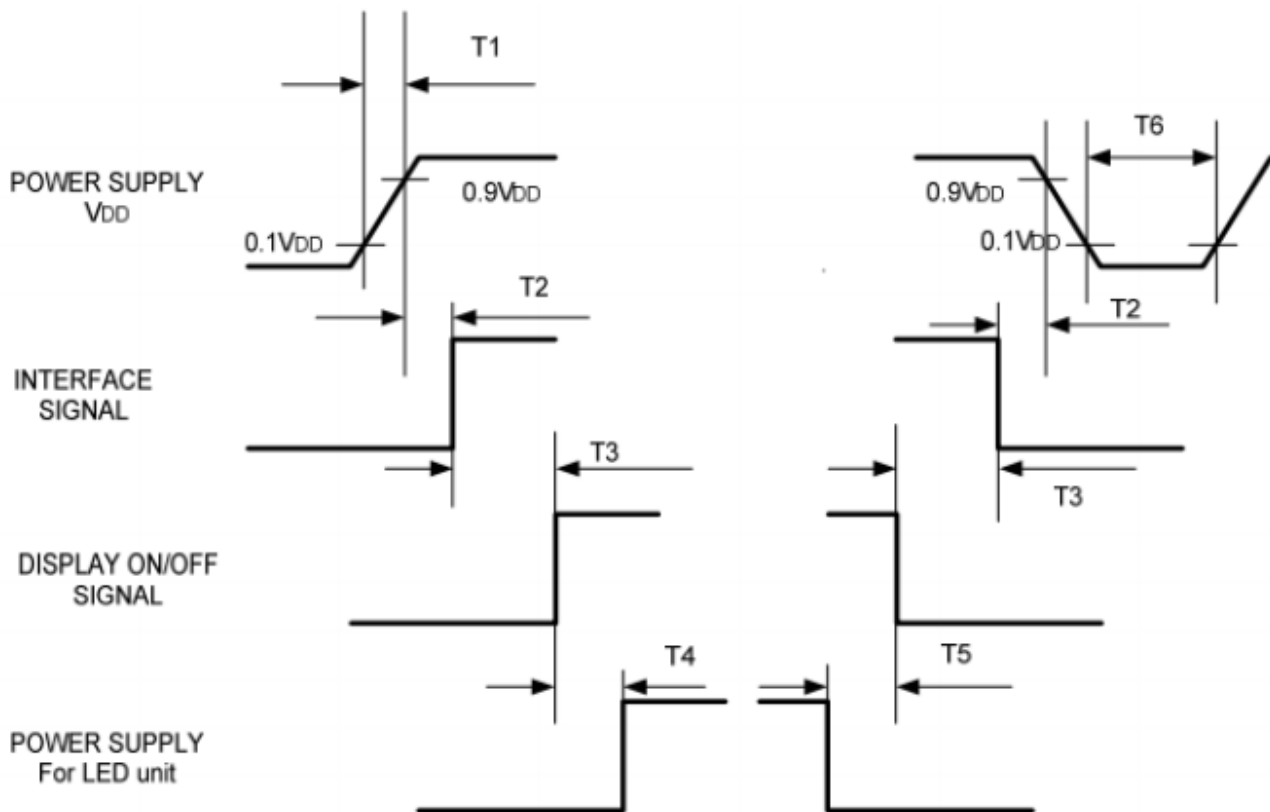 T1
T6
POWER SUPPLY
VDD
0.9VDD
0.9VDD
0.1VDD
0.1VDD
T2
T2
INTERFACE
SIGNAL
T3
T3
DISPLAY ON/OFF
SIGNAL
T4
T5
POWER SUPPLY
For LED unit